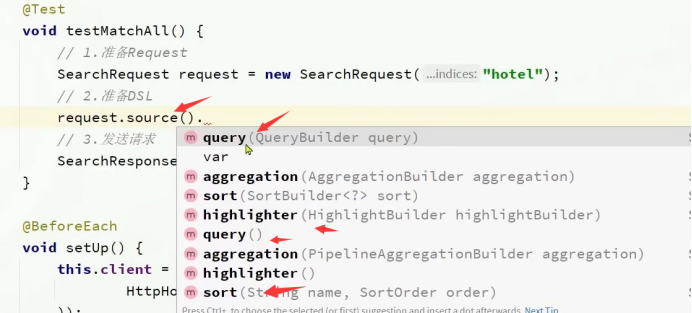 @Test
void testMatchAll() {
// 1.准备Request
SearchRequest request = new SearchRequest( ...indices: "hotel");
// 2.准备DSL
request.source().
// 3.发送请求
SearchResponse
}
m query(QueryBuilder query)
var
m aggregation(AggregationBuilder aggregation)
m sort(SortBuilder<?> sort)
m highlighter(HighlightBuilder highlightBuilder)
m query()
m aggregation(PipelineAggregationBuilder aggregation)
m highlighter()
m sort(String name, SortOrder order)
Press Ctrl+. to choose the selected (or first) suggestion and insert a dot afterwards Next Tip
@BeforeEach
void setUp() {
this.client =
HttpHo
));